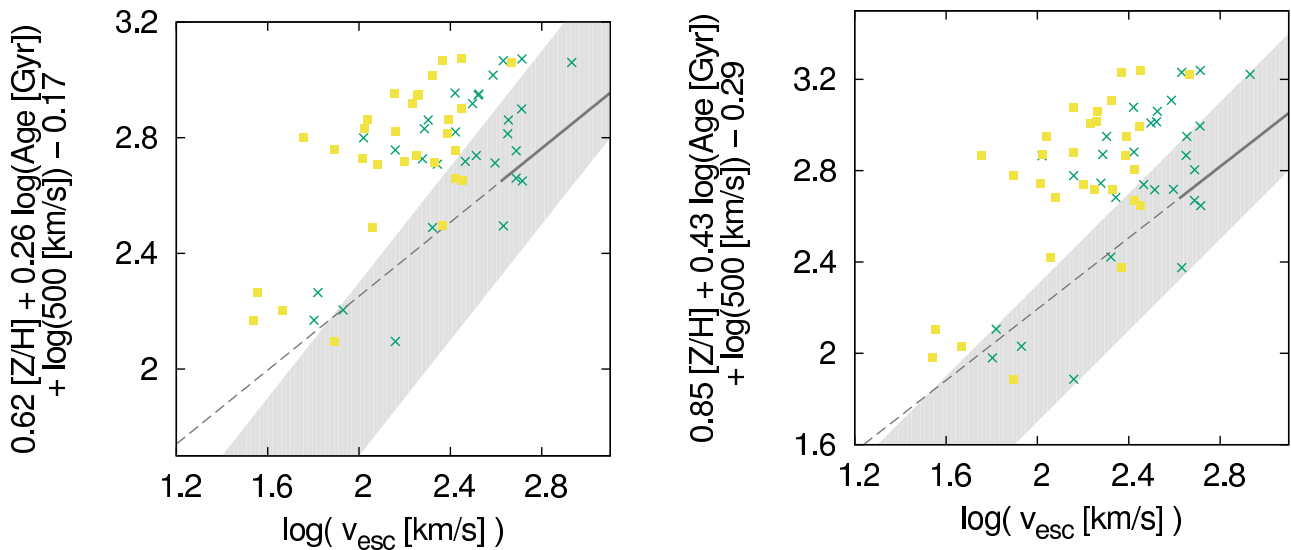 0.62 [Z/H] + 0.26 log(Age [Gyr]
+ log(500 [km/s]) − 0.17
3.2
2.8
2.4
2
1.2 1.6 2 2.4 2.8
log( vesc [km/s] )
0.85 [Z/H] + 0.43 log(Age [Gyr]
+ log(500 [km/s]) − 0.29
3.2
2.8
2.4
2
1.6
1.2 1.6 2 2.4 2.8
log( vesc [km/s] )